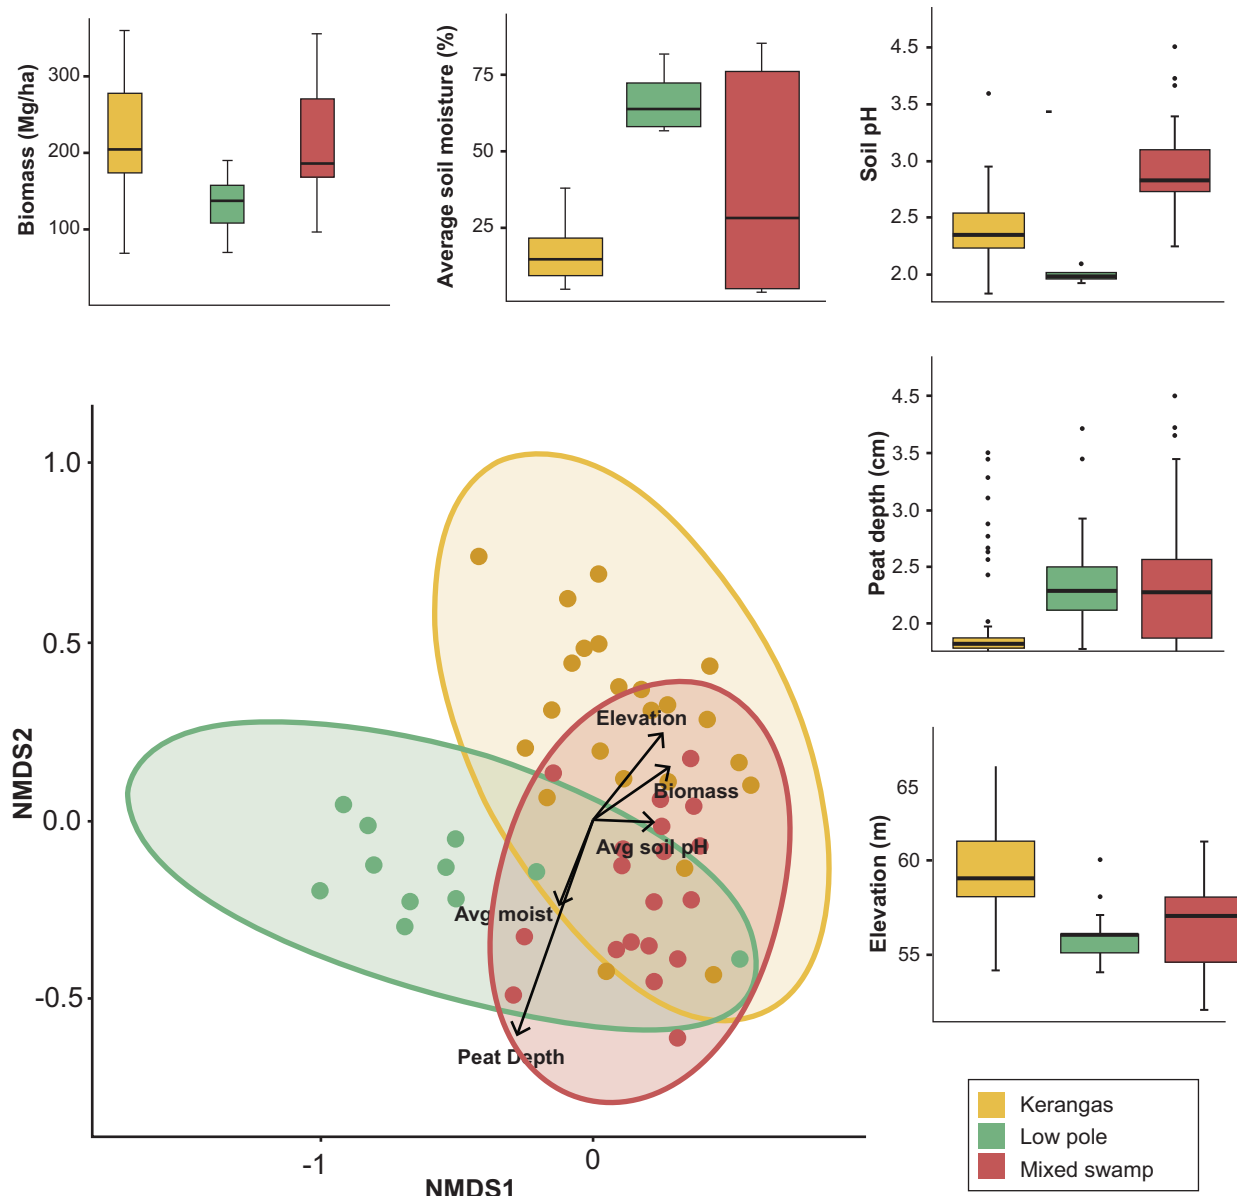 Biomass (Mg/ha)
300
200
100
Average soil moisture (%)
75
50
25
Soil pH
4.5
3.5
3.0
2.5
2.0
Peat depth (cm)
4.5
3.5
3.0
2.5
2.0
Elevation (m)
65
60
55
NMDS2
1.0
0.5
0.0
-0.5
Elevation
Biomass
Avg soil pH
Avg moist
Peat Depth
-1
0
NMDS1
Kerangas
Low pole
Mixed swamp